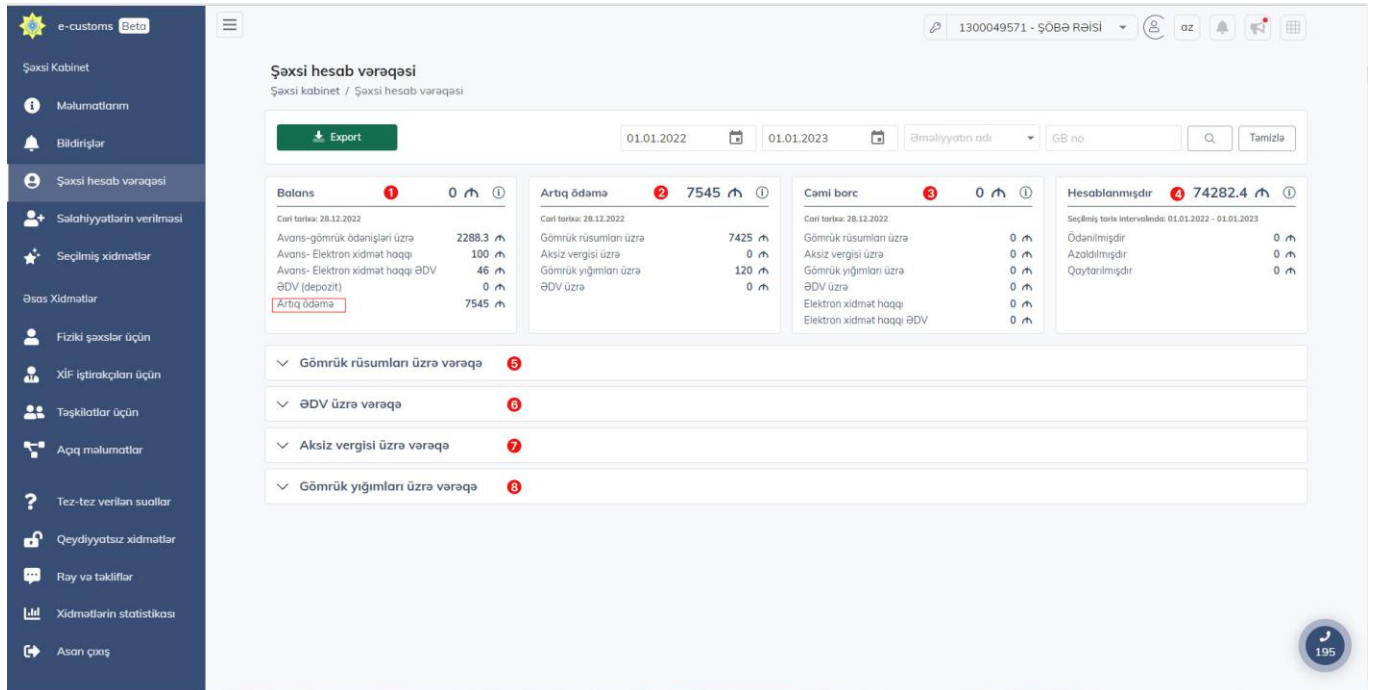 e-customs Beta
1300049571 - ŞÖBƏ RƏİSİ
az
Şəxsi Kabinet
Məlumatlarım
Bildirişlər
Şəxsi hesab vərəqəsi
Səlahiyyətlərin verilməsi
Seçilmiş xidmətlər
Əsas Xidmətlər
Fiziki şəxslər üçün
XİF iştirakçıları üçün
Təşkilatlar üçün
Açıq məlumatlar
Tez-tez verilən suallar
Qeydiyyatsız xidmətlər
Rəy və təkliflər
Xidmətlərin statistikası
Asan çıxış
Şəxsi hesab vərəqəsi
Şəxsi kabinet / Şəxsi hesab vərəqəsi
Export
01.01.2022
01.01.2023
Əməliyyatın adı
GB no
Təmizlə
Balans 1 0 ₼
Cari tarixə: 28.12.2022
Avans-gömrük ödənişləri üzrə 2288.3 ₼
Avans- Elektron xidmət haqqı 100 ₼
Avans- Elektron xidmət haqqı ƏDV 46 ₼
ƏDV (depozit) 0 ₼
Artıq ödəmə 7545 ₼
Artıq ödəmə 2 7545 ₼
Cari tarixə: 28.12.2022
Gömrük rüsumları üzrə 7425 ₼
Aksiz vergisi üzrə 0 ₼
Gömrük yığımları üzrə 120 ₼
ƏDV üzrə 0 ₼
Cəmi borc 3 0 ₼
Cari tarixə: 28.12.2022
Gömrük rüsumları üzrə 0 ₼
Aksiz vergisi üzrə 0 ₼
Gömrük yığımları üzrə 0 ₼
ƏDV üzrə 0 ₼
Elektron xidmət haqqı 0 ₼
Elektron xidmət haqqı ƏDV 0 ₼
Hesablanmışdır 4 74282.4 ₼
Seçilmiş tarix intervalında: 01.01.2022 - 01.01.2023
Ödənilmişdir 0 ₼
Azaldılmışdır 0 ₼
Qaytarılmışdır 0 ₼
Gömrük rüsumları üzrə vərəqə 5
ƏDV üzrə vərəqə 6
Aksiz vergisi üzrə vərəqə 7
Gömrük yığımları üzrə vərəqə 8
195